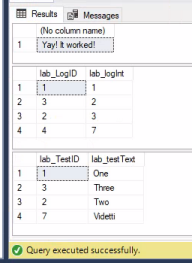 Results Messages
(No column name)
1 Yay! It worked!
lab_LogID lab_logInt
1 1 1
2 3 2
3 2 3
4 4 7
lab_TestID lab_testText
1 1 One
2 3 Three
3 2 Two
4 7 Videtti
Query executed successfully.